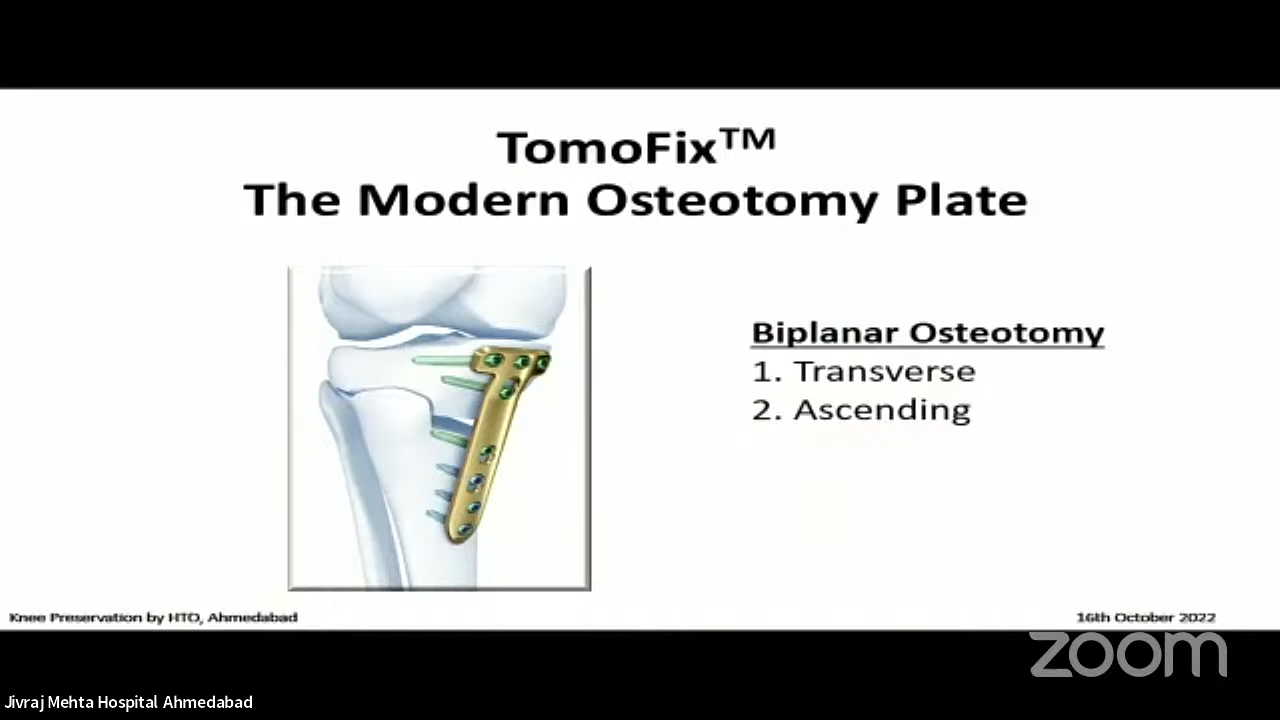 TomoFix™
The Modern Osteotomy Plate
Biplanar Osteotomy
1. Transverse
2. Ascending
Knee Preservation by HTO, Ahmedabad
16th October 2022
zoom
Jivraj Mehta Hospital Ahmedabad